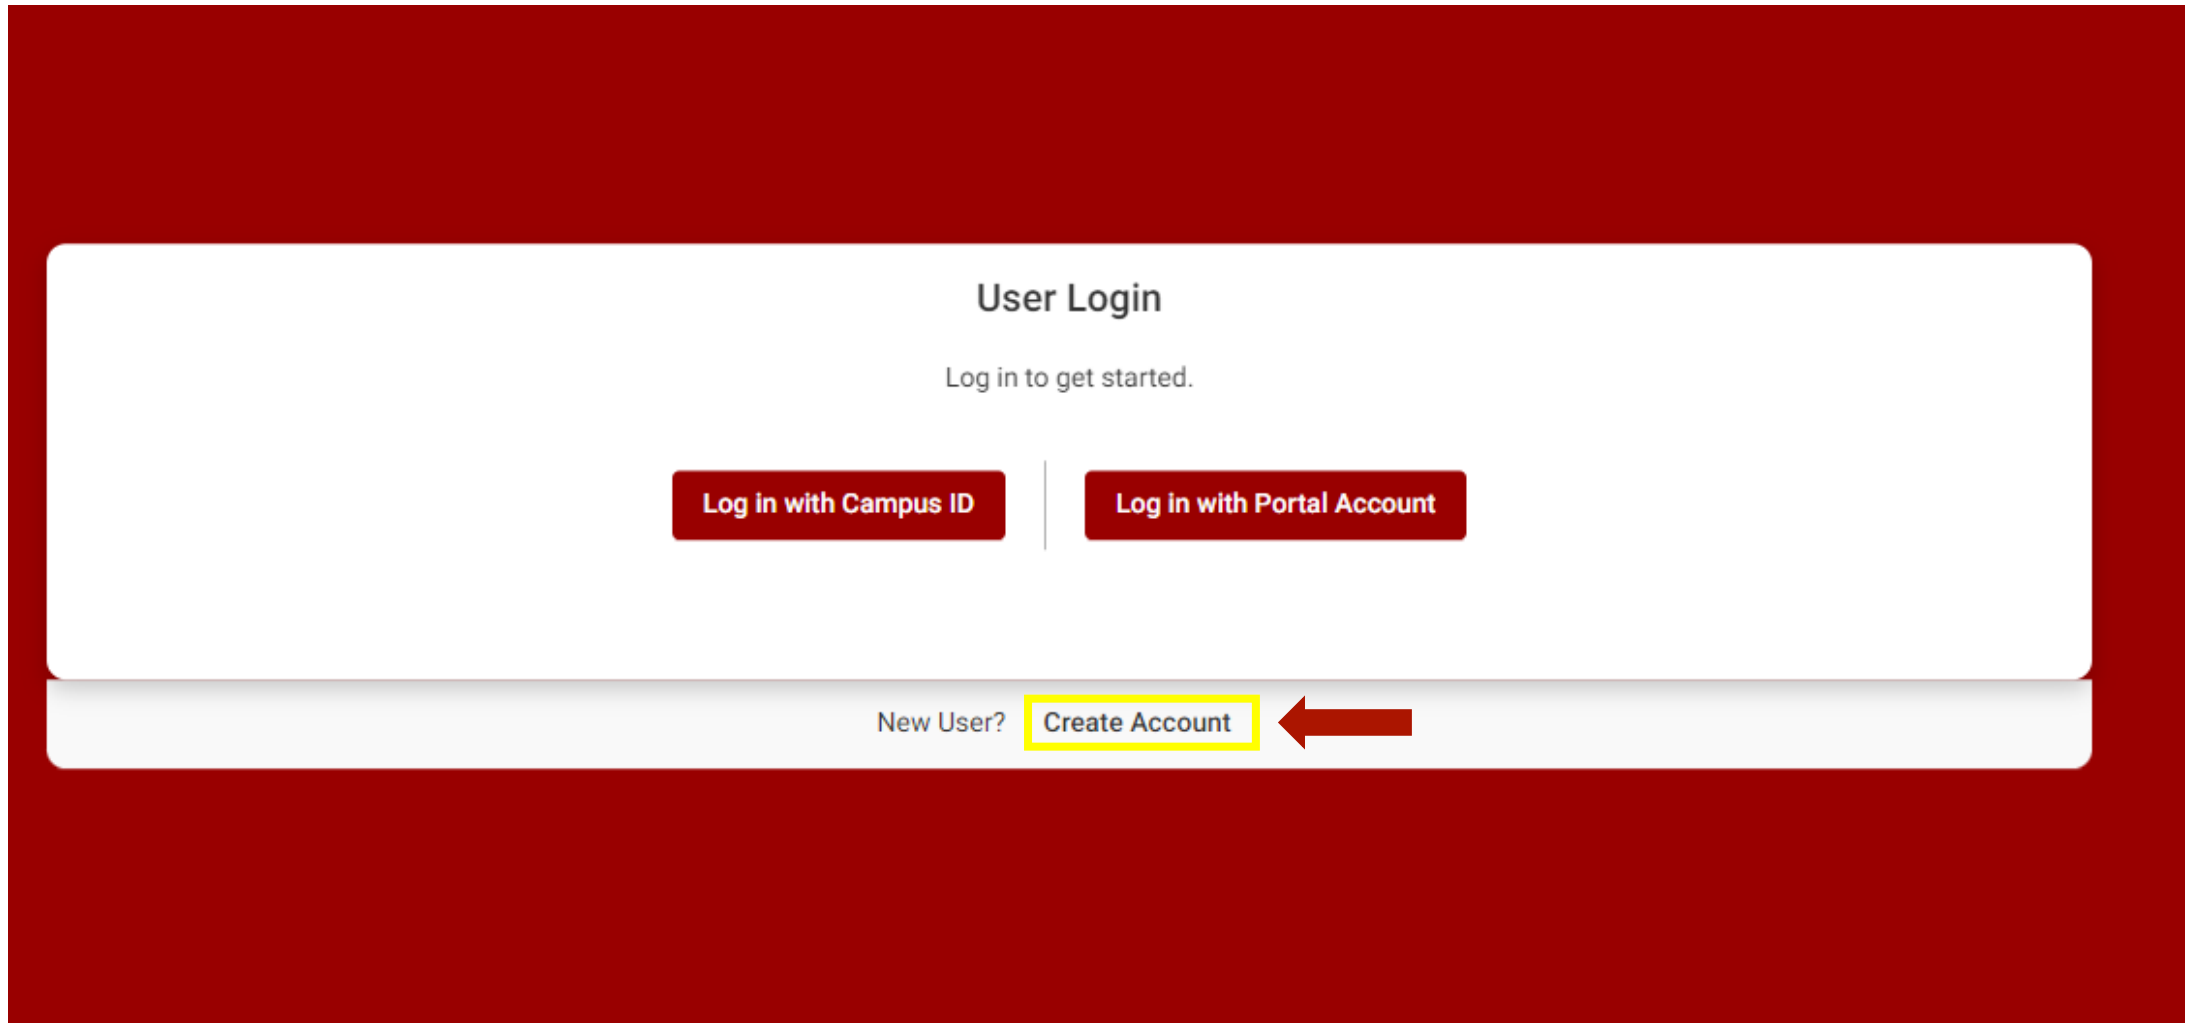 User Login
Log in to get started.
Log in with Campus ID
Log in with Portal Account
New User? Create Account